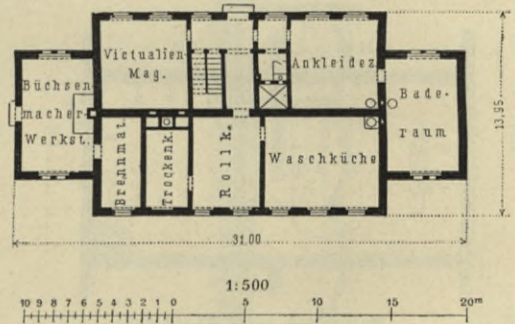 Victualien-
Mag.
Ankleidez.
Büchsen
macher-
Werkst.
Bade-
raum
Brennmat.
Trockenk.
Rollk.
Waschküche
13.95
31.00
1:500
10 9 8 7 6 5 4 3 2 1 0 5 10 15 20m